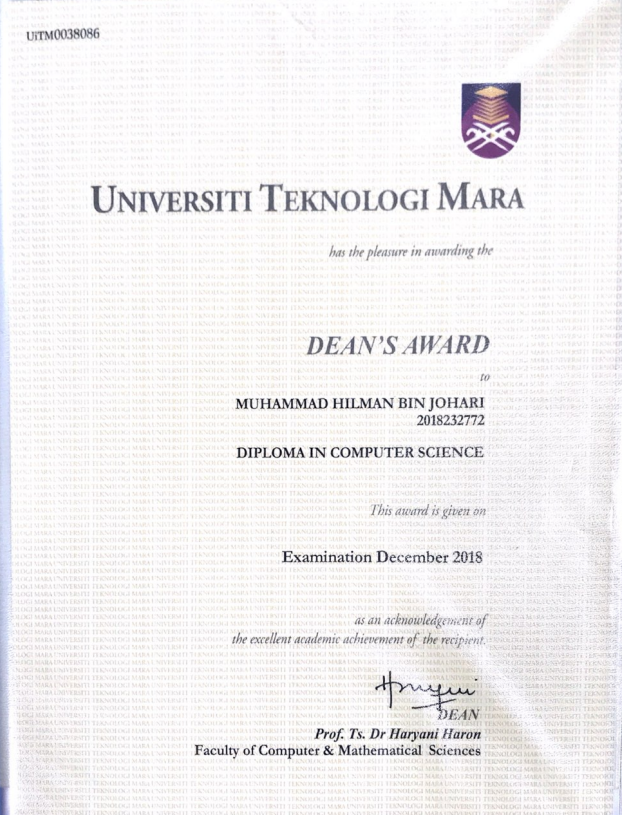 UiTM0038086
UNIVERSITI TEKNOLOGI MARA
has the pleasure in awarding the
DEAN'S AWARD
to
MUHAMMAD HILMAN BIN JOHARI
2018232772
DIPLOMA IN COMPUTER SCIENCE
This award is given on
Examination December 2018
as an acknowledgement of
the excellent academic achievement of the recipient.
DEAN
Prof. Ts. Dr Haryani Haron
Faculty of Computer & Mathematical Sciences